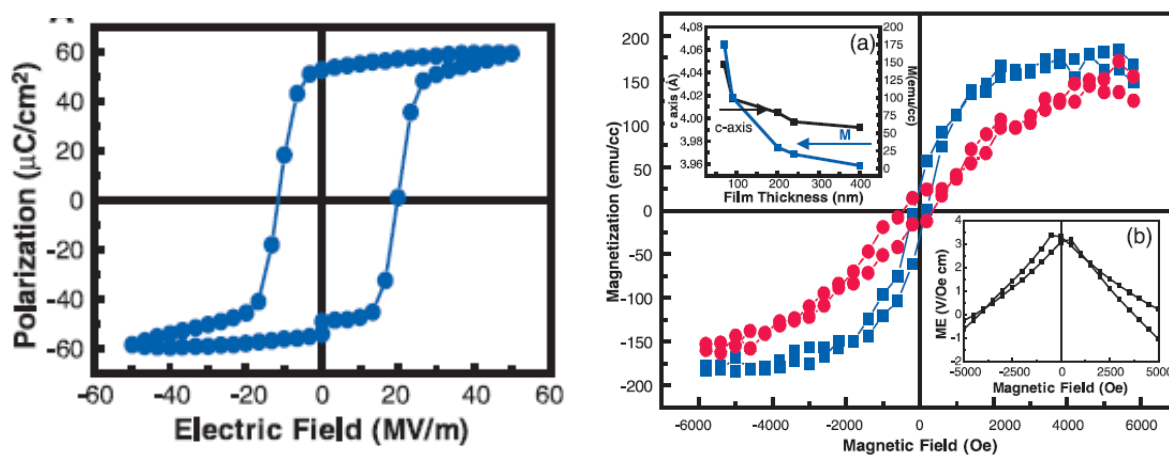 60
40
20
0
-20
-40
-60
Polarization (µC/cm²)
-60 -40 -20 0 20 40 60
Electric Field (MV/m)
200
150
100
50
0
-50
-100
-150
-200
Magnetization (emu/cc)
-6000 -4000 -2000 0 2000 4000 6000
Magnetic Field (Oe)
(a)
4,08
4,06
4,04
4,02
4,00
3,98
3,96
c axis (Å)
c-axis
M
200
175
150
125
100
75
50
25
0
M(emu/cc)
100 200 300 400
Film Thickness (nm)
(b)
4
3
2
1
0
-1
-2
ME (V/Oe cm)
-5000 -2500 0 2500 5000
Magnetic Field (Oe)